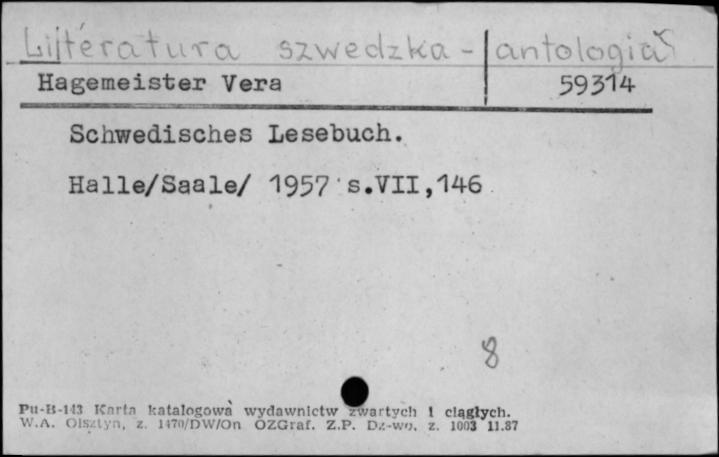 Literatura szwedzka - antologia
Hagemeister Vera 59314
Schwedisches Lesebuch.
Halle/Saale/ 1957 s.VII,146
8
Pu-B-143 Karta katalogowa wydawnictw zwartych i ciągłych.
W.A. Olsztyn, z. 1470/DW/On OZGraf. Z.P. Dz-wo, z. 1003 11.87